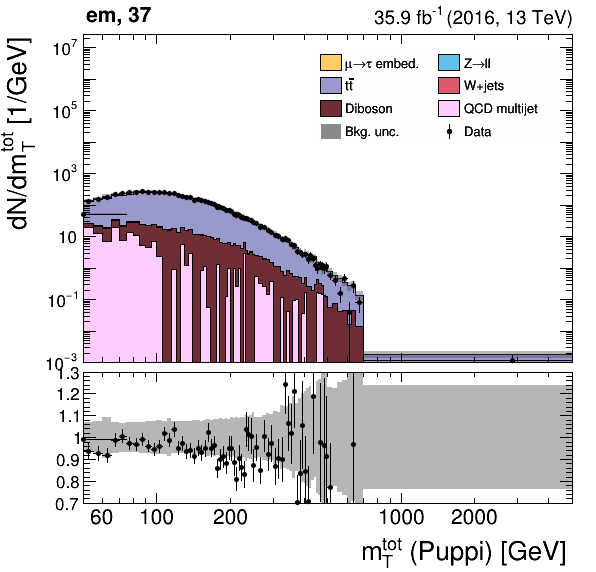 em, 37
35.9 fb⁻¹ (2016, 13 TeV)
dN/dm_T^tot [1/GeV]
μ→τ embed.
Z→ll
tt̅
W+jets
Diboson
QCD multijet
Bkg. unc.
Data
10⁷
10⁵
10³
10
10⁻¹
10⁻³
1.3
1.2
1.1
1
0.9
0.8
0.7
60
100
200
1000
2000
m_T^tot (Puppi) [GeV]